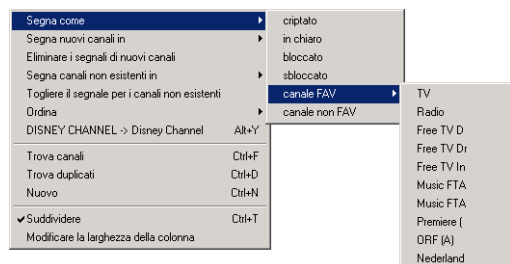 Segna come
Segna nuovi canali in
Eliminare i segnali di nuovi canali
Segna canali non esistenti in
Togliere il segnale per i canali non esistenti
Ordina
DISNEY CHANNEL -> Disney Channel Alt+Y
Trova canali Ctrl+F
Trova duplicati Ctrl+D
Nuovo Ctrl+N
Suddividere Ctrl+T
Modificare la larghezza della colonna
criptato
in chiaro
bloccato
sbloccato
canale FAV
canale non FAV
TV
Radio
Free TV D
Free TV Dr
Free TV In
Music FTA
Music FTA
Premiere (
ORF (A)
Nederland